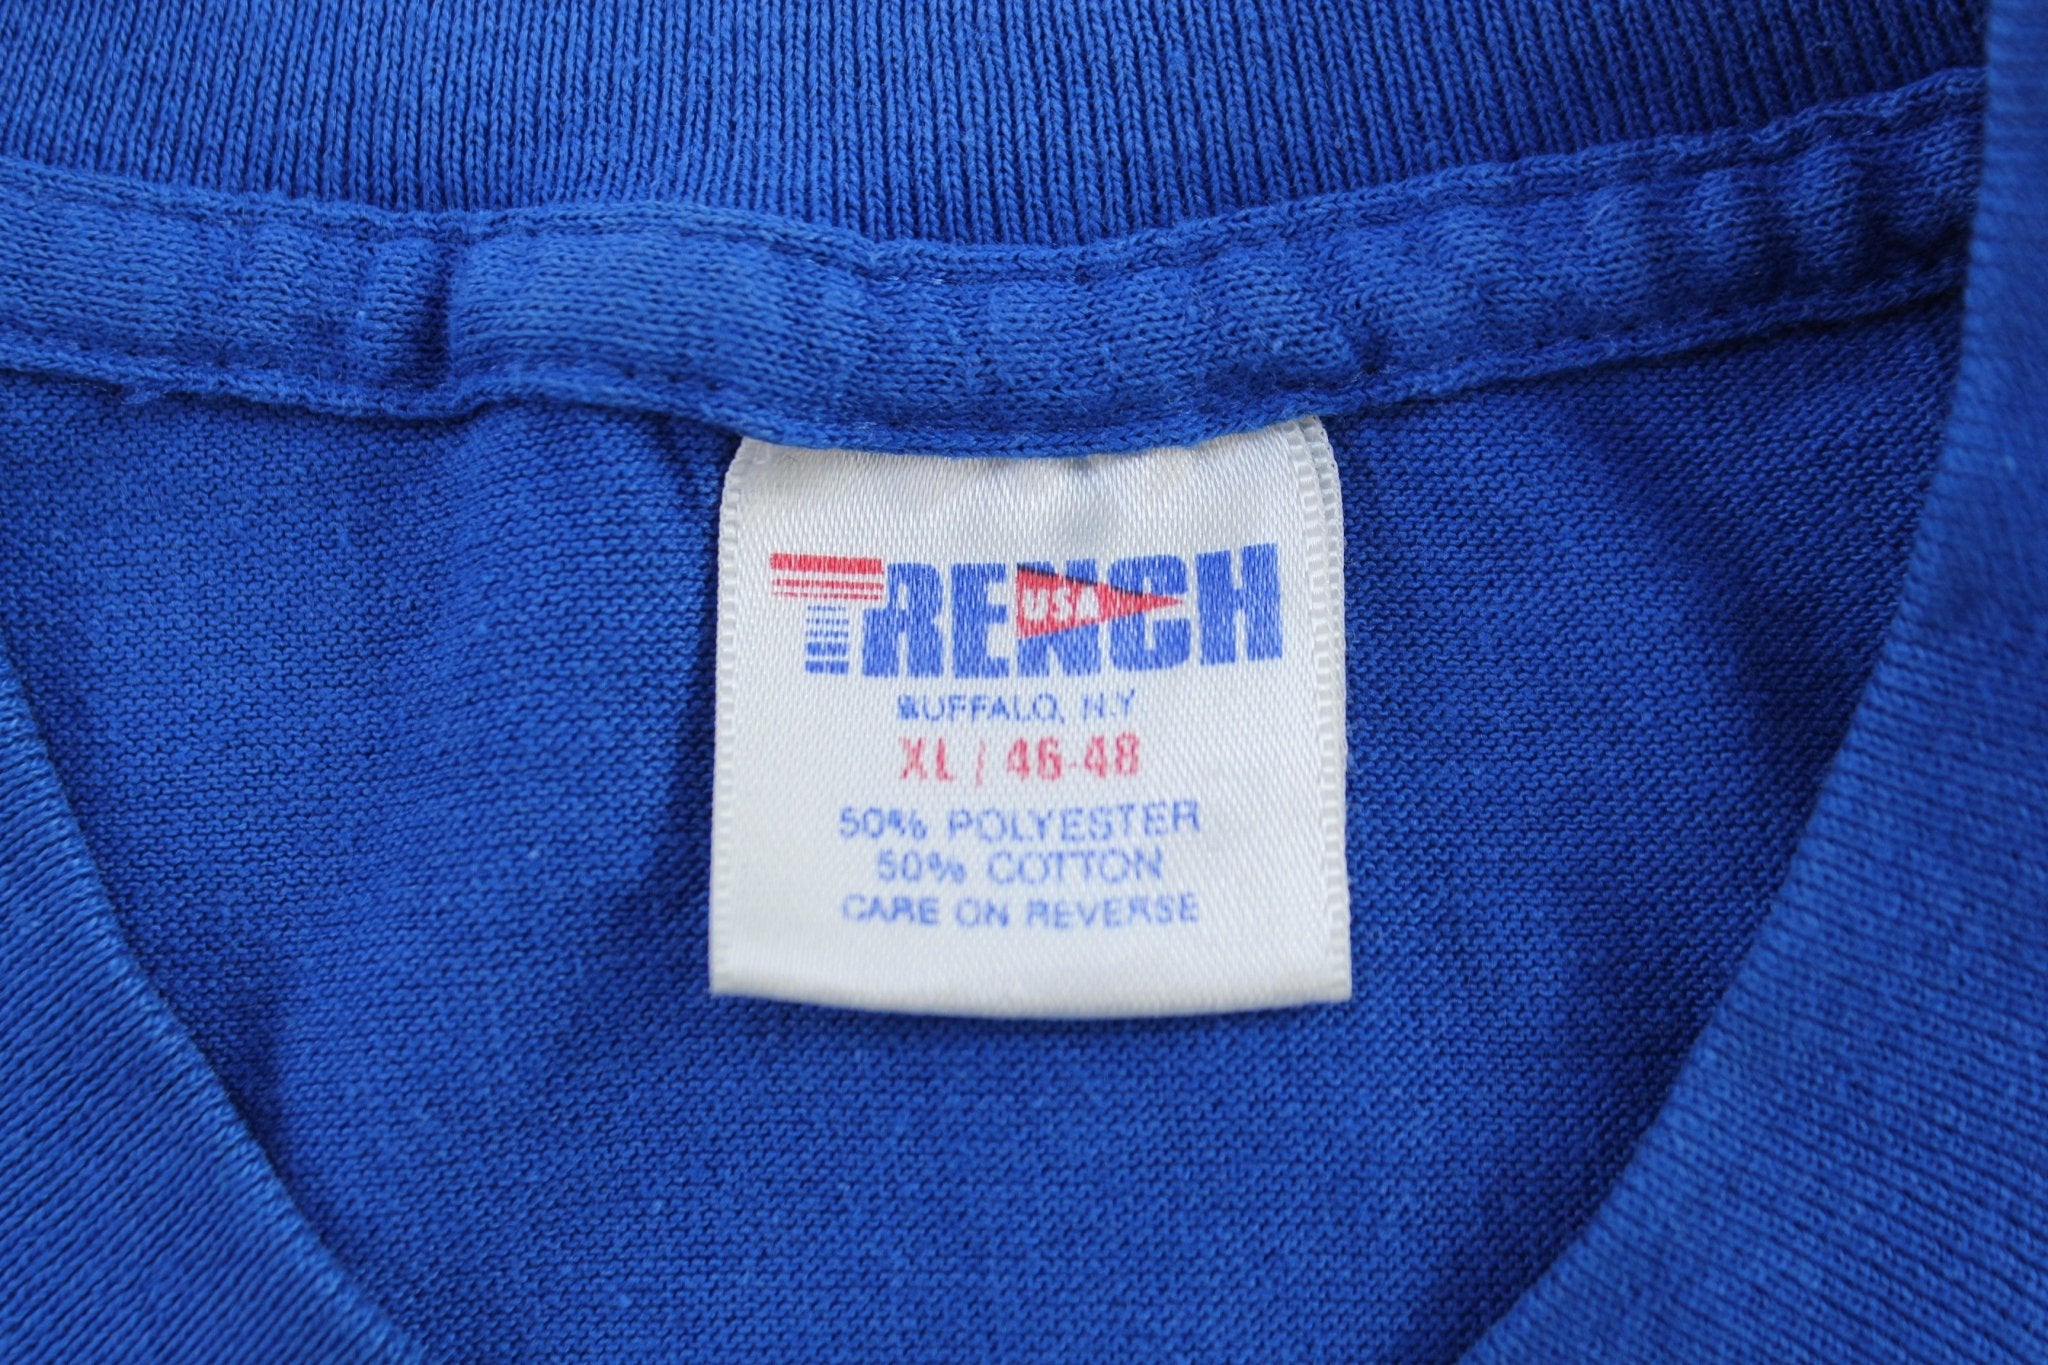 TRENCH
USA
BUFFALO, N.Y
XL / 46-48
50% POLYESTER
50% COTTON
CARE ON REVERSE